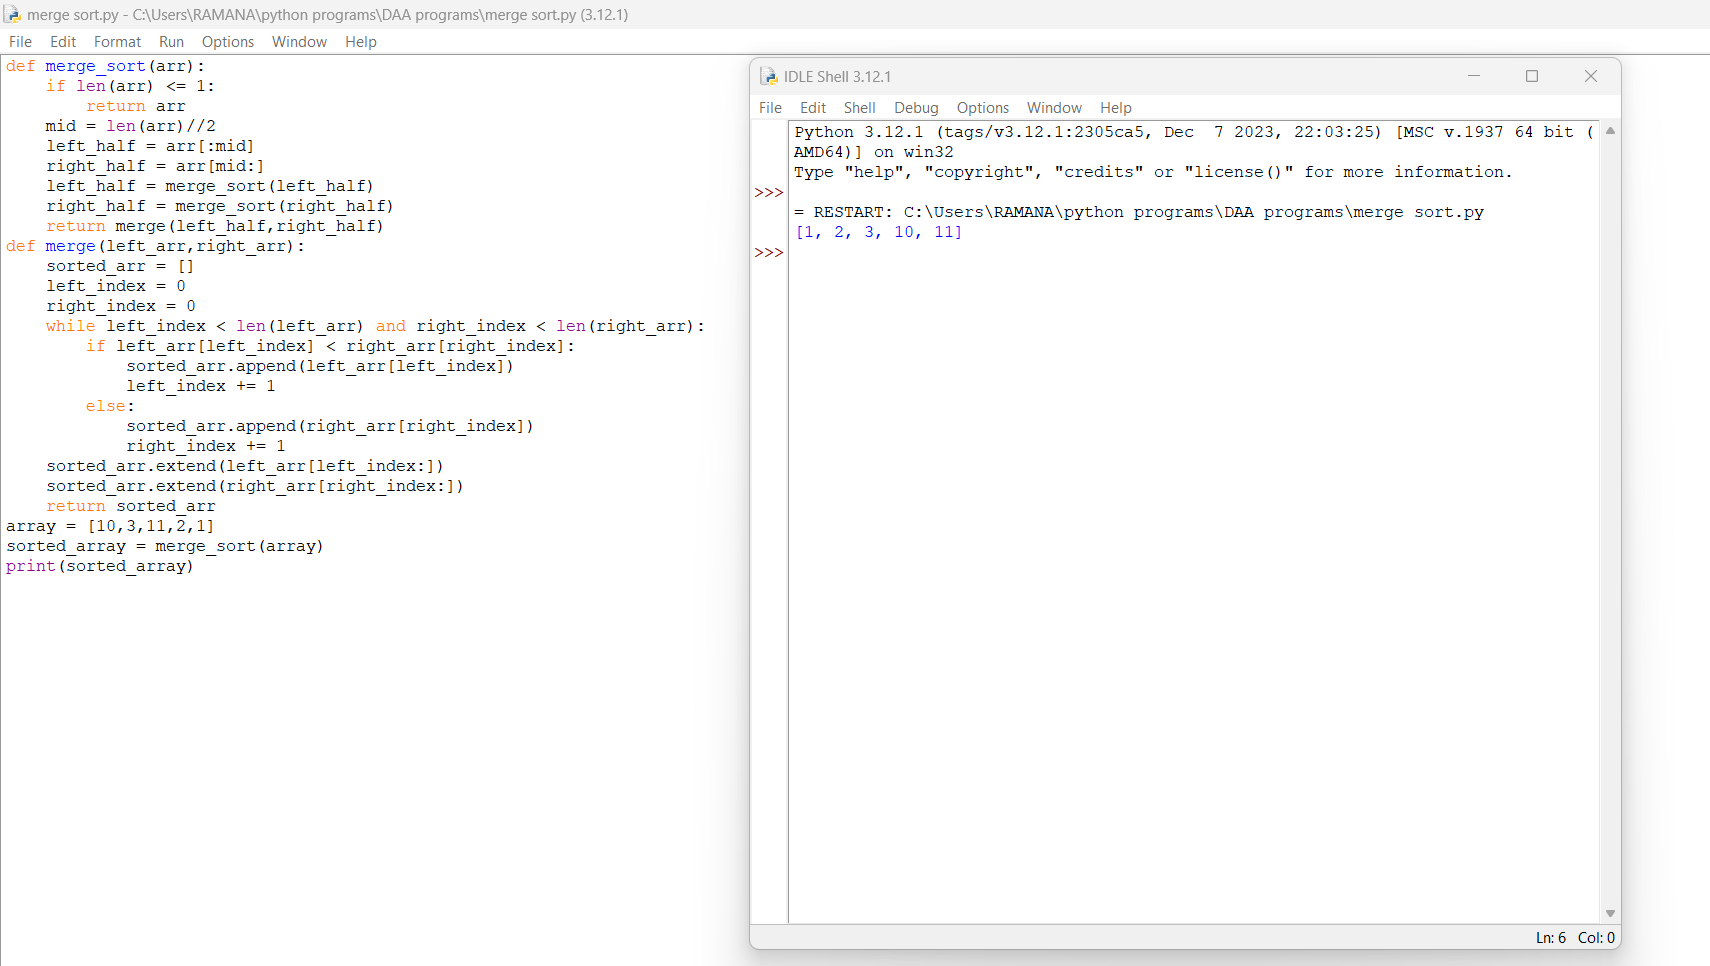 merge sort.py - C:\Users\RAMANA\python programs\DAA programs\merge sort.py (3.12.1)
File Edit Format Run Options Window Help
def merge_sort(arr):
    if len(arr) <= 1:
        return arr
    mid = len(arr)//2
    left_half = arr[:mid]
    right_half = arr[mid:]
    left_half = merge_sort(left_half)
    right_half = merge_sort(right_half)
    return merge(left_half,right_half)
def merge(left_arr,right_arr):
    sorted_arr = []
    left_index = 0
    right_index = 0
    while left_index < len(left_arr) and right_index < len(right_arr):
        if left_arr[left_index] < right_arr[right_index]:
            sorted_arr.append(left_arr[left_index])
            left_index += 1
        else:
            sorted_arr.append(right_arr[right_index])
            right_index += 1
    sorted_arr.extend(left_arr[left_index:])
    sorted_arr.extend(right_arr[right_index:])
    return sorted_arr
array = [10,3,11,2,1]
sorted_array = merge_sort(array)
print(sorted_array)
IDLE Shell 3.12.1
File Edit Shell Debug Options Window Help
Python 3.12.1 (tags/v3.12.1:2305ca5, Dec  7 2023, 22:03:25) [MSC v.1937 64 bit (
AMD64)] on win32
Type "help", "copyright", "credits" or "license()" for more information.
>>>
= RESTART: C:\Users\RAMANA\python programs\DAA programs\merge sort.py
[1, 2, 3, 10, 11]
>>>
Ln: 6 Col: 0